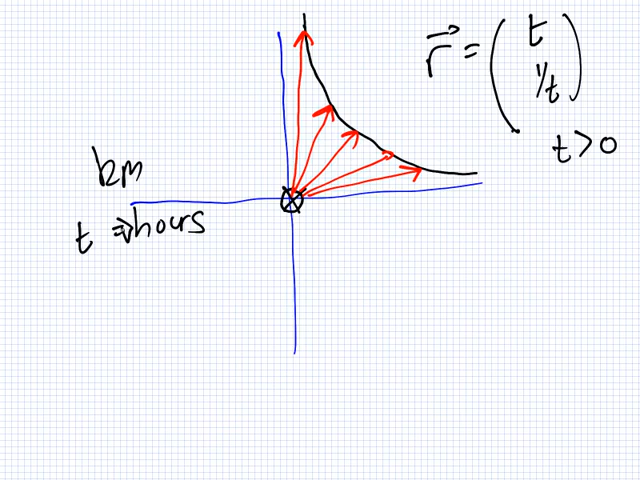 r⃗ = ( t
1/t )
t > 0
km
t ⇒ hours